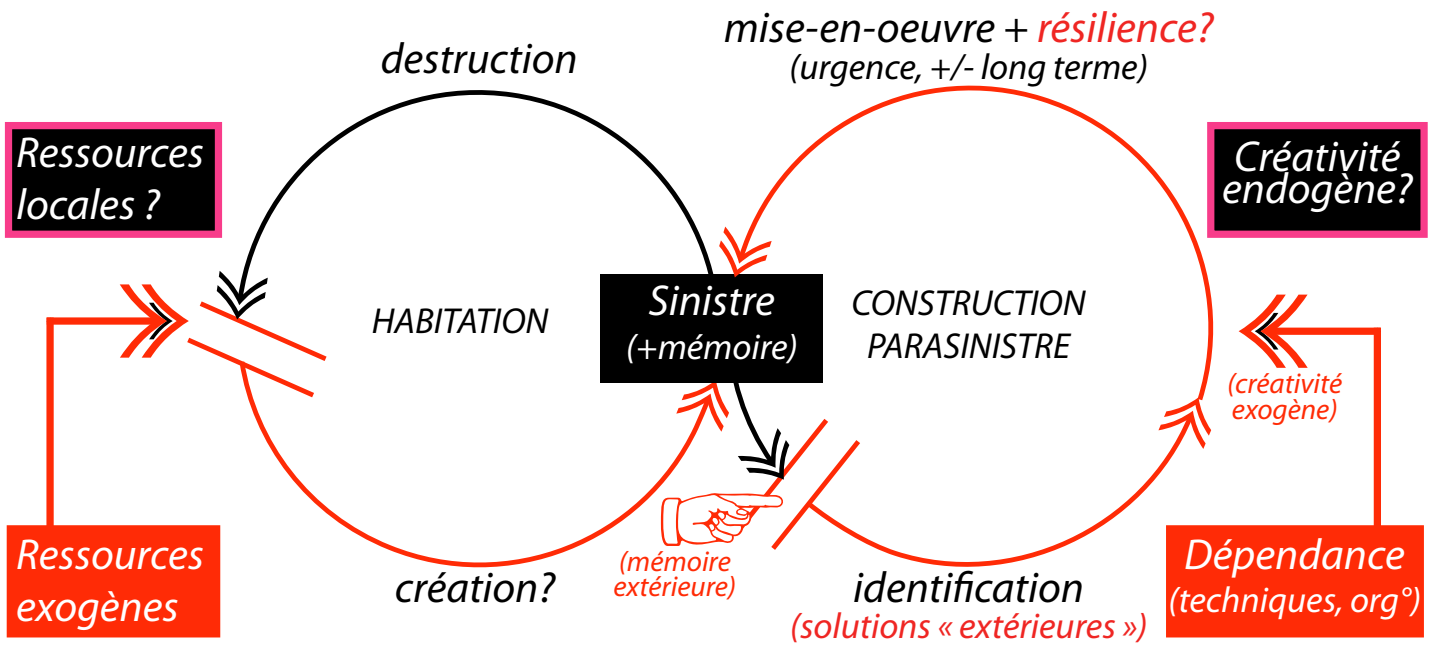 mise-en-oeuvre + résilience?
(urgence, +/- long terme)
destruction
Ressources
locales ?
Créativité
endogène?
HABITATION
Sinistre
(+mémoire)
CONSTRUCTION
PARASINISTRE
(créativité
exogène)
Ressources
exogènes
création?
(mémoire
extérieure)
identification
(solutions « extérieures »)
Dépendance
(techniques, org°)